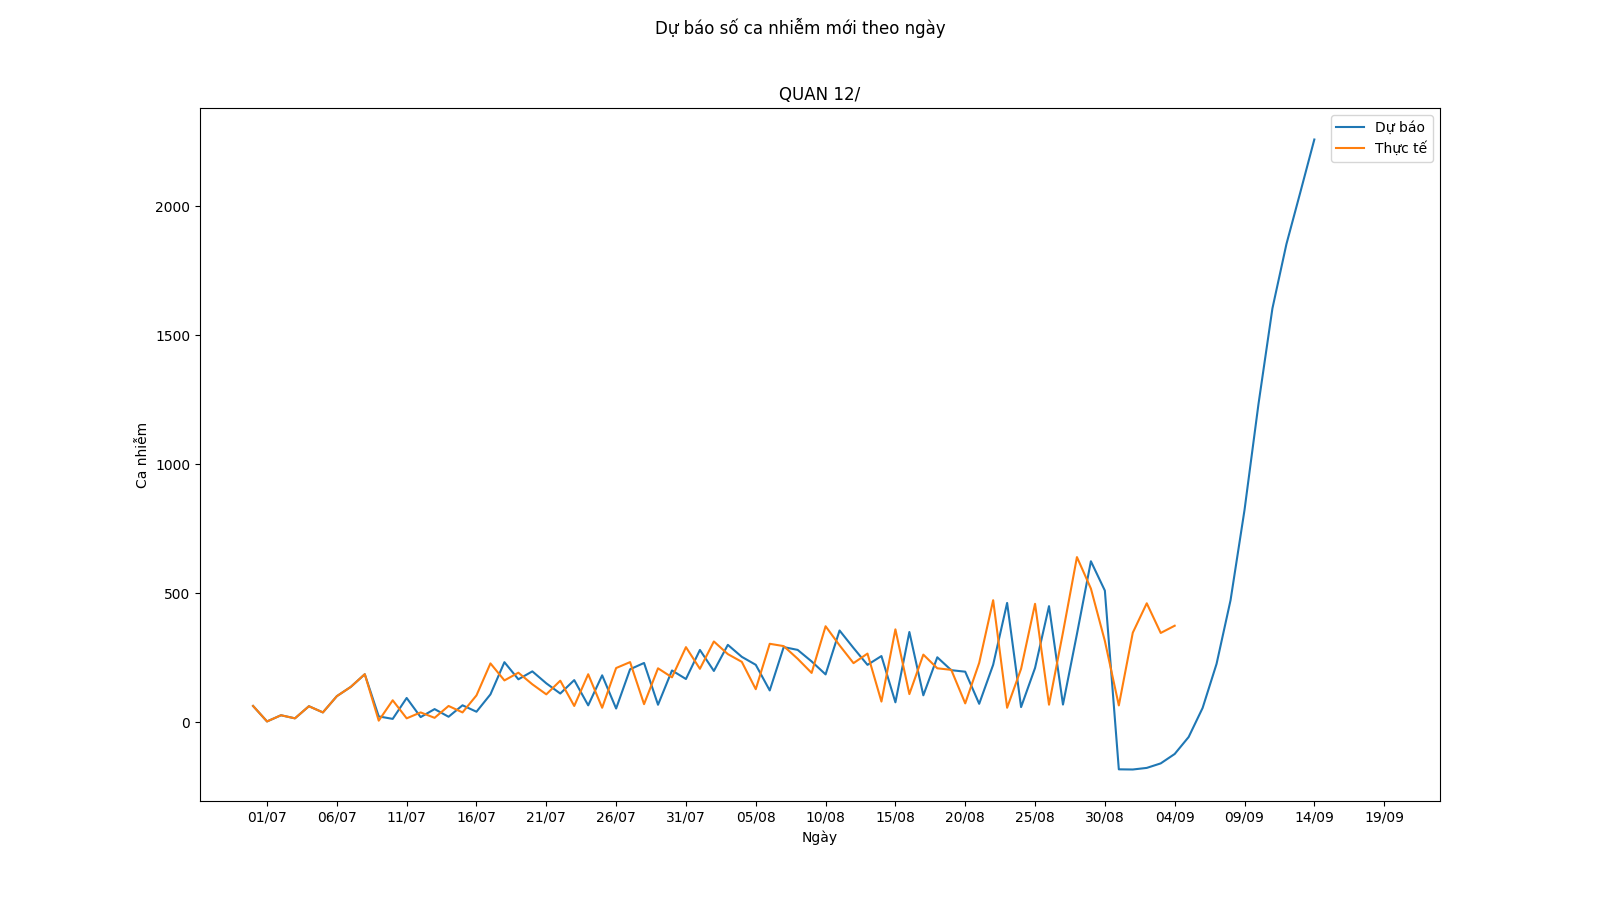 Dự báo số ca nhiễm mới theo ngày
QUAN 12/
Dự báo
Thực tế
2000
1500
1000
500
0
Ca nhiễm
01/07 06/07 11/07 16/07 21/07 26/07 31/07 05/08 10/08 15/08 20/08 25/08 30/08 04/09 09/09 14/09 19/09
Ngày